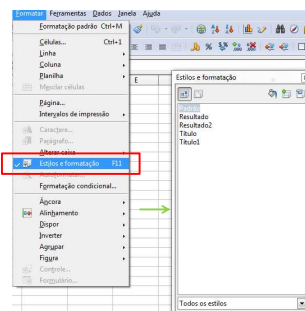 Formatar Ferramentas Dados Janela Ajuda
Formatação padrão Ctrl+M
Células... Ctrl+1
Linha
Coluna
Planilha
Mesclar células
Página...
Intervalos de impressão
Caractere...
Parágrafo...
Alterar caixa
Estilos e formatação F11
Formatação condicional...
Âncora
Alinhamento
Dispor
Inverter
Agrupar
Figura
Controle...
Formulário...
E
Estilos e formatação
Padrão
Resultado
Resultado2
Título
Título1
Todos os estilos